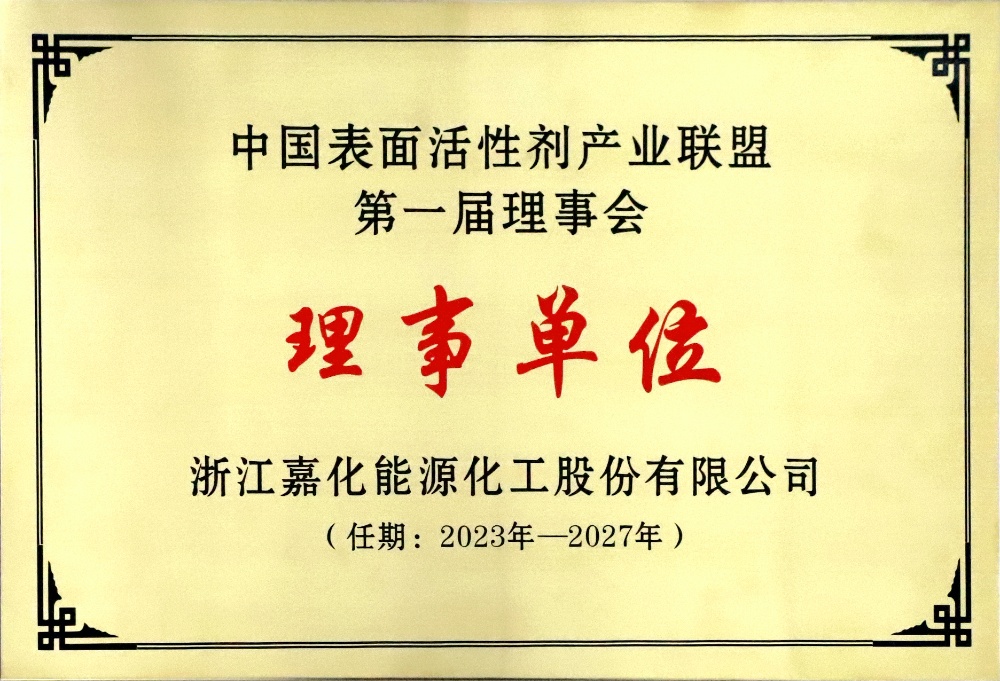 中国表面活性剂产业联盟
第一届理事会
理事单位
浙江嘉化能源化工股份有限公司
（任期：2023年—2027年）